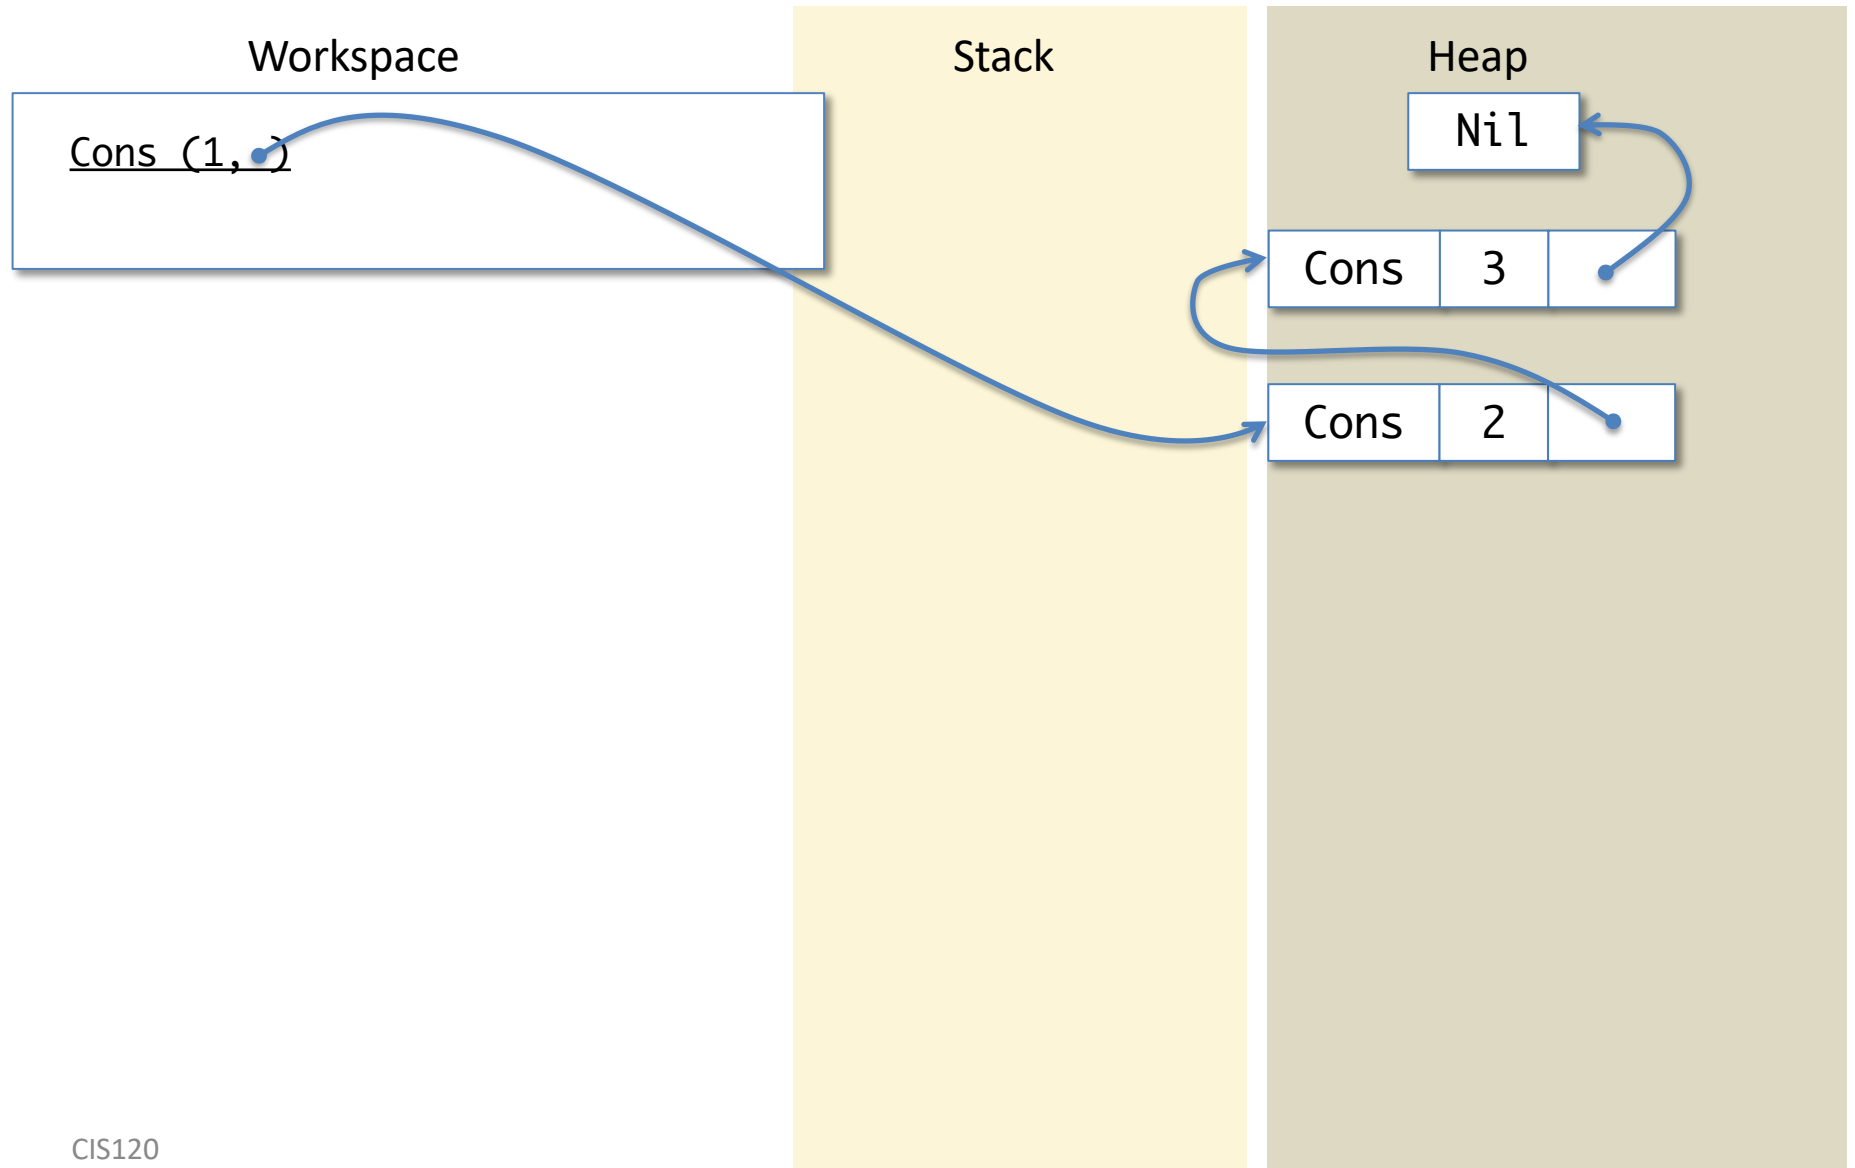 Workspace
Stack
Heap
Cons (1, )
Nil
Cons 3
Cons 2
CIS120